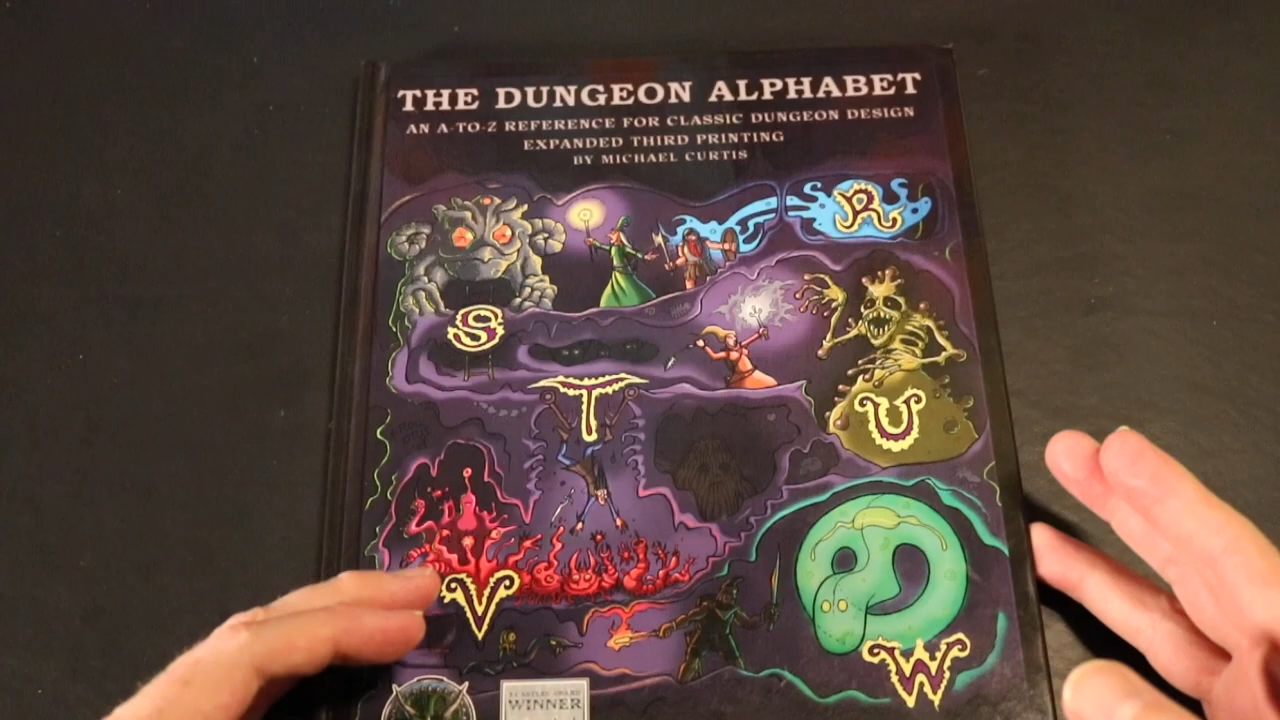 THE DUNGEON ALPHABET
AN A-TO-Z REFERENCE FOR CLASSIC DUNGEON DESIGN
EXPANDED THIRD PRINTING
BY MICHAEL CURTIS
R
S
T
U
V
W
WINNER